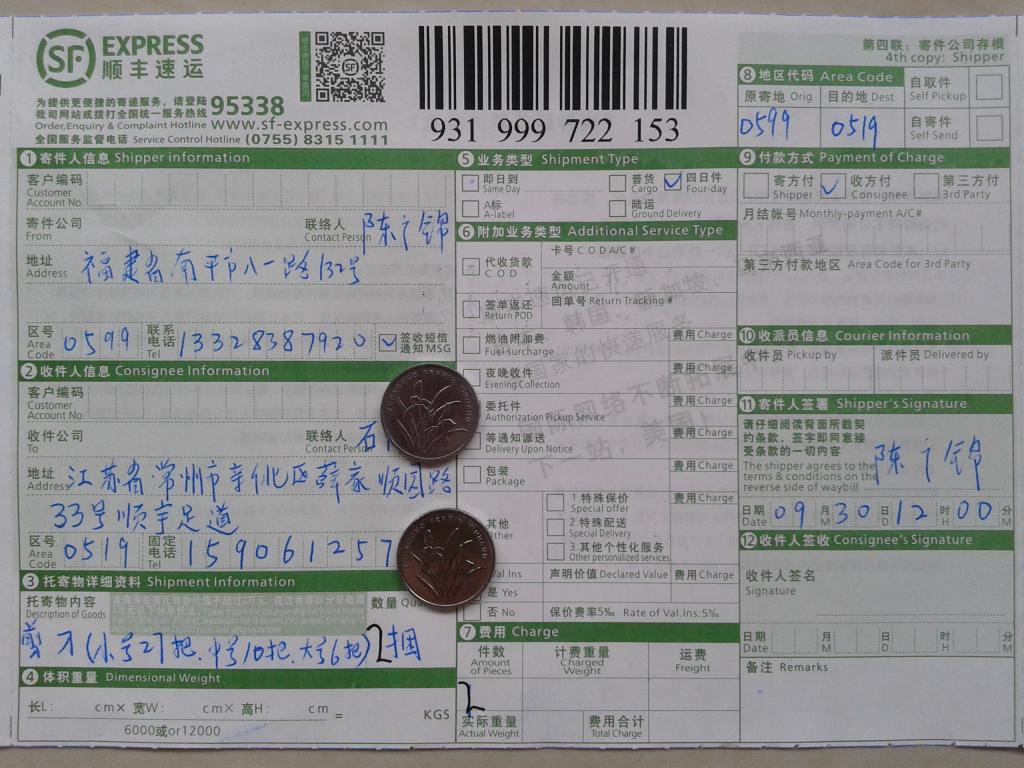 SF EXPRESS
顺丰速运
为提供更便捷的寄递服务，请登陆
我司网站或拨打全国统一服务热线 95338
Order,Enquiry & Complaint Hotline www.sf-express.com
全国服务监督电话 Service Control Hotline (0755) 8315 1111
931 999 722 153
第四联：寄件公司存根
4th copy: Shipper
8 地区代码 Area Code
原寄地 Orig 目的地 Dest
0599 0519
自取件
Self Pickup
自寄件
Self Send
1 寄件人信息 Shipper information
客户编码
Customer
Account No.
寄件公司
From
联络人
Contact Person
陈广锦
地址
Address
福建省南平市八一路132号
区号
Area
Code
0599
联系
Tel
13328387920
签收短信
通知MSG
2 收件人信息 Consignee Information
客户编码
Customer
Account No.
收件公司
To
联络人
Contact Person
石
地址
Address
江苏省常州市新北区薛家顺园路
33号顺丰足道
区号
Area
Code
0519
固定
电话
Tel
159061257
3 托寄物详细资料 Shipment Information
托寄物内容
Description of Goods
数量
剪刀(小号27把.中号10把.大号6把) 2捆
4 体积重量 Dimensional Weight
长L: cm× 宽W: cm× 高H: cm = KGS
6000或or12000
5 业务类型 Shipment Type
即日到
Same Day
普货
Cargo
四日件
Four-day
A标
A-label
陆运
Ground Delivery
6 附加业务类型 Additional Service Type
代收货款
C.O.D
卡号 C.O.D A/C #
金额
Amount
签单返还
Return POD
回单号 Return Tracking #
燃油附加费
Fuel surcharge
费用 Charge
夜晚收件
Evening Collection
费用 Charge
委托件
Authorization Pickup Service
费用 Charge
等通知派送
Delivery Upon Notice
费用 Charge
包装
Package
费用 Charge
其他
Other
1 特殊保价
Special offer
费用 Charge
2.特殊配送
Special Delivery
3.其他个性化服务
Other personalized services
Val.Ins
声明价值 Declared Value 费用 Charge
是 Yes
否 No
保价费率5‰ Rate of Val.Ins:5‰
7 费用 Charge
件数
Amount
of Pieces
计费重量
Charged
Weight
运费
Freight
2
实际重量
Actual Weight
费用合计
Total Charge
9 付款方式 Payment of Charge
寄方付
Shipper
收方付
Consignee
第三方付
3rd Party
月结帐号 Monthly-payment A/C#
第三方付款地区 Area Code for 3rd Party
10 收派员信息 Courier Information
收件员 Pickup by 派件员 Delivered by
11 寄件人签署 Shipper's Signature
请仔细阅读背面所载契
约条款，签字即同意接
受条款的一切内容
The shipper agrees to the
terms & conditions on the
reverse side of waybill
陈广锦
日期
Date
09 月 M 30 日 D 12 时 H 00 分 M
12 收件人签收 Consignee's Signature
收件人签名
Signature
日期
Date
月 M 日 D 时 H 分 M
备注 Remarks